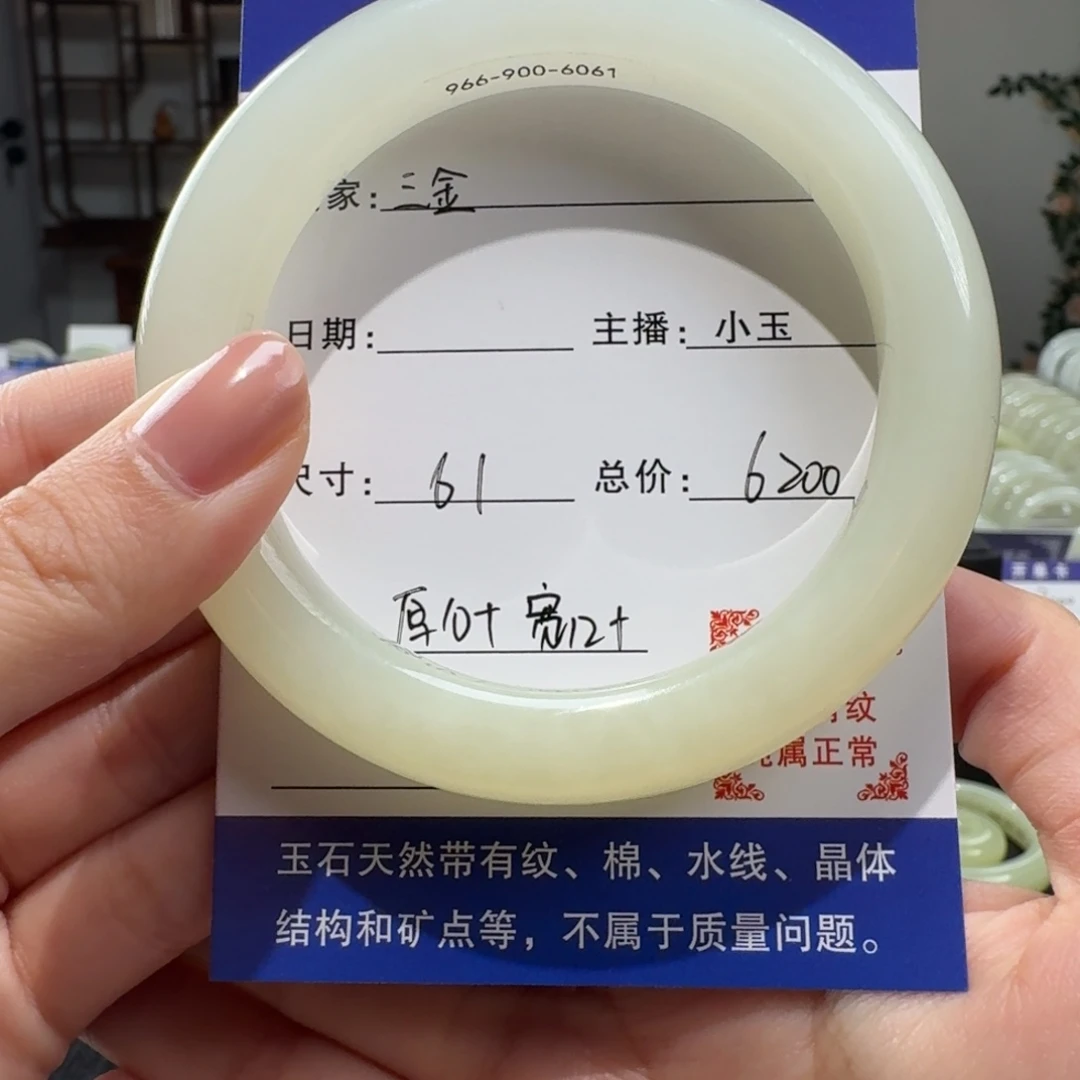 966-900-6061
家：三金
日期： 主播：小玉
尺寸：61 总价：6200
厚10+ 宽12+
纹
属正常
玉石天然带有纹、棉、水线、晶体
结构和矿点等，不属于质量问题。